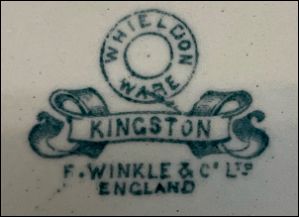 WHIELDON
WARE
KINGSTON
F. WINKLE & Cº LTD
ENGLAND